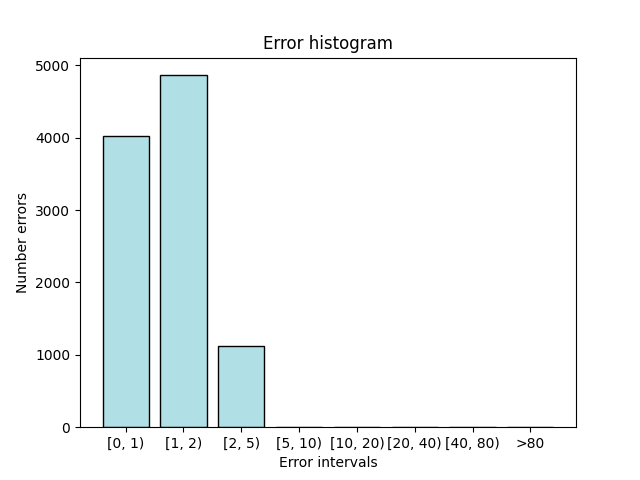 Error histogram
5000
4000
3000
2000
1000
0
Number errors
[0, 1) [1, 2) [2, 5) [5, 10) [10, 20) [20, 40) [40, 80) >80
Error intervals